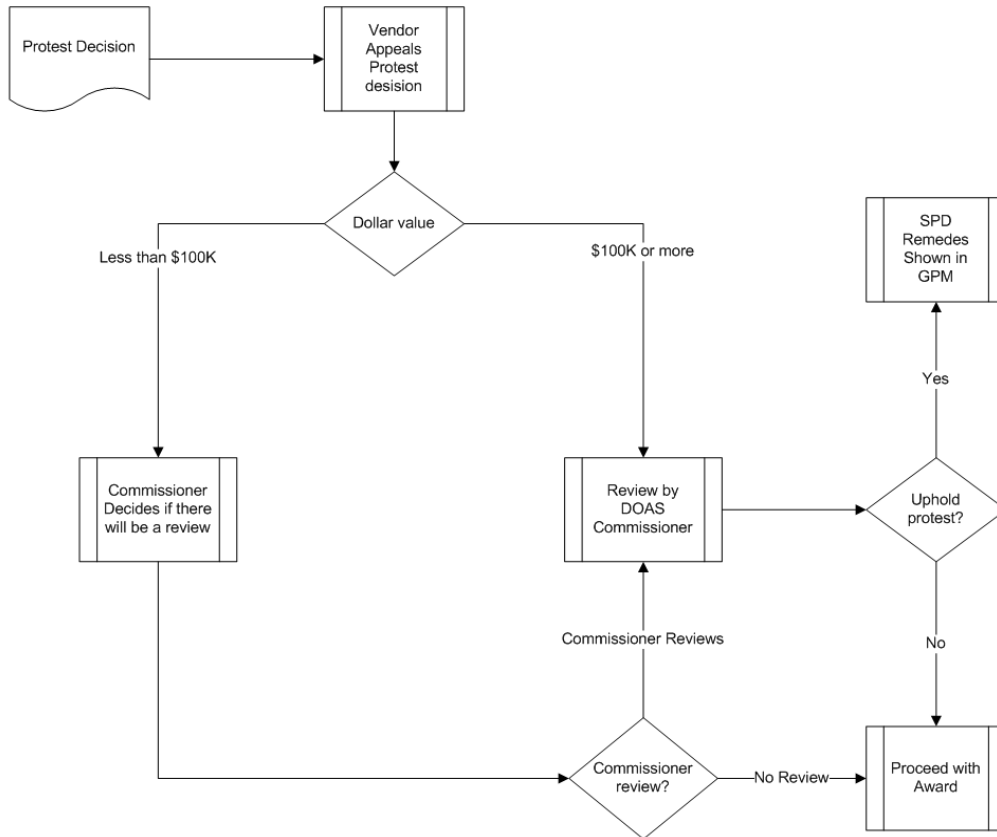 Protest Decision
Vendor
Appeals
Protest
desision
Dollar value
Less than $100K
$100K or more
SPD
Remedes
Shown in
GPM
Yes
Commissioner
Decides if there
will be a review
Review by
DOAS
Commissioner
Uphold
protest?
Commissioner Reviews
No
Commissioner
review?
No Review
Proceed with
Award